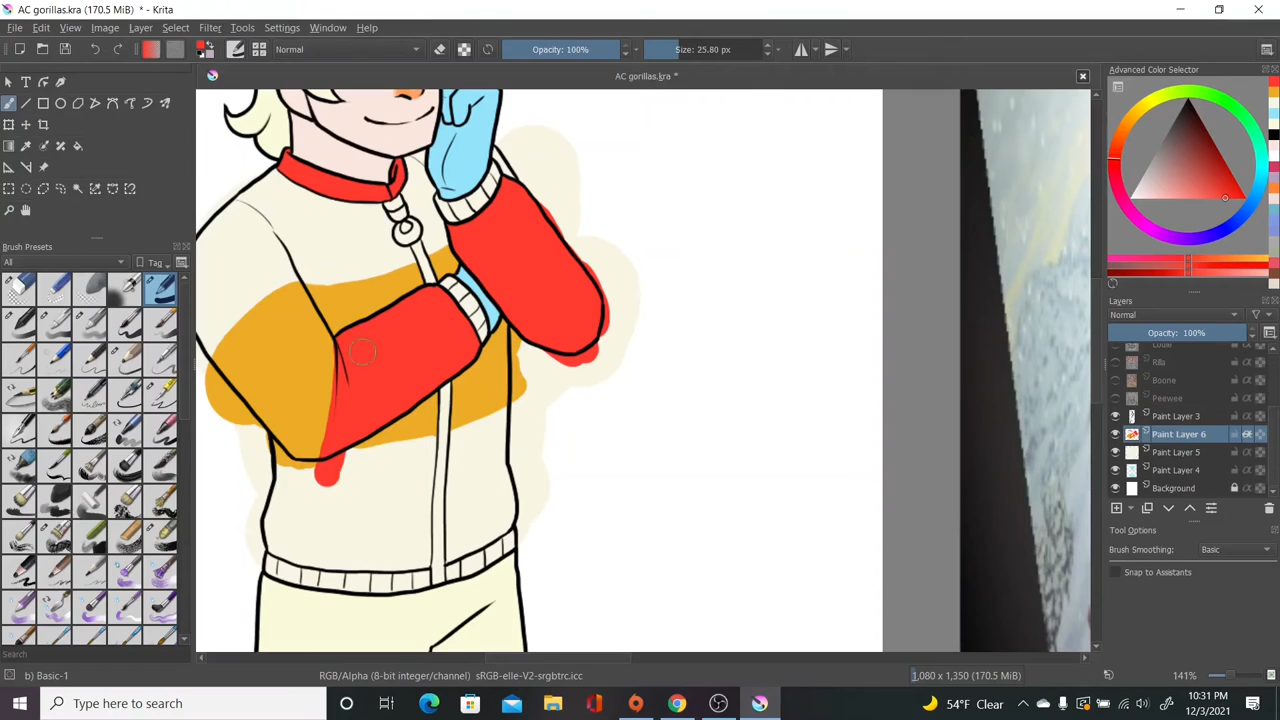 AC gorillas.kra (170.5 MiB) * - Krita
File Edit View Image Layer Select Filter Tools Settings Window Help
Normal
Opacity: 100%
Size: 25.80 px
AC gorillas.kra *
Advanced Color Selector
Brush Presets
All
Tag
Search
Layers
Normal
Opacity: 100%
Louie
Rilla
Boone
Peewee
Paint Layer 3
Paint Layer 6
Paint Layer 5
Paint Layer 4
Background
Tool Options
Brush Smoothing: Basic
Snap to Assistants
b) Basic-1
RGB/Alpha (8-bit integer/channel) sRGB-elle-V2-srgbtrc.icc
1,080 x 1,350 (170.5 MiB)
141%
Type here to search
54°F Clear
10:31 PM
12/3/2021